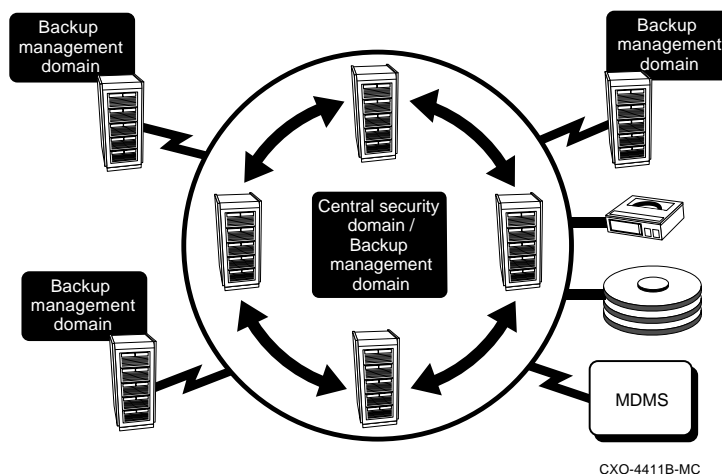 Backup
management
domain
Backup
management
domain
Central security
domain /
Backup
management
domain
Backup
management
domain
MDMS
CXO-4411B-MC